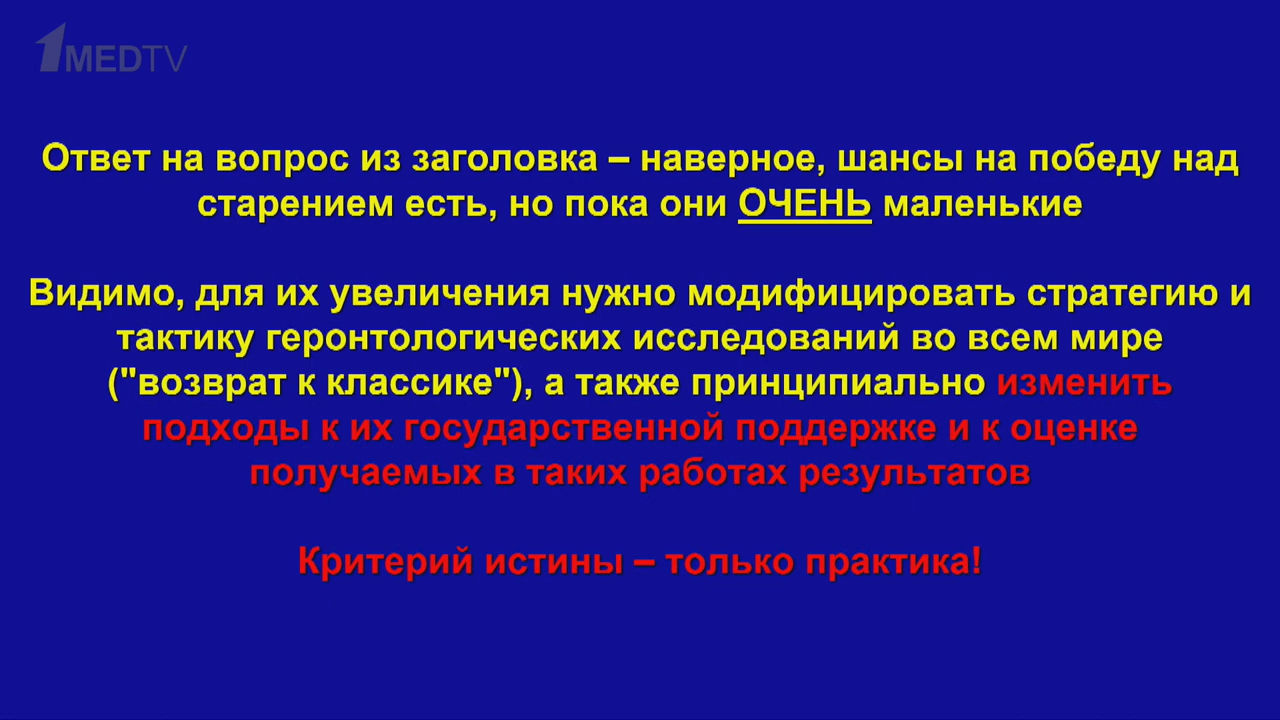 1MEDTV
Ответ на вопрос из заголовка – наверное, шансы на победу над
старением есть, но пока они ОЧЕНЬ маленькие
Видимо, для их увеличения нужно модифицировать стратегию и
тактику геронтологических исследований во всем мире
("возврат к классике"), а также принципиально изменить
подходы к их государственной поддержке и к оценке
получаемых в таких работах результатов
Критерий истины – только практика!